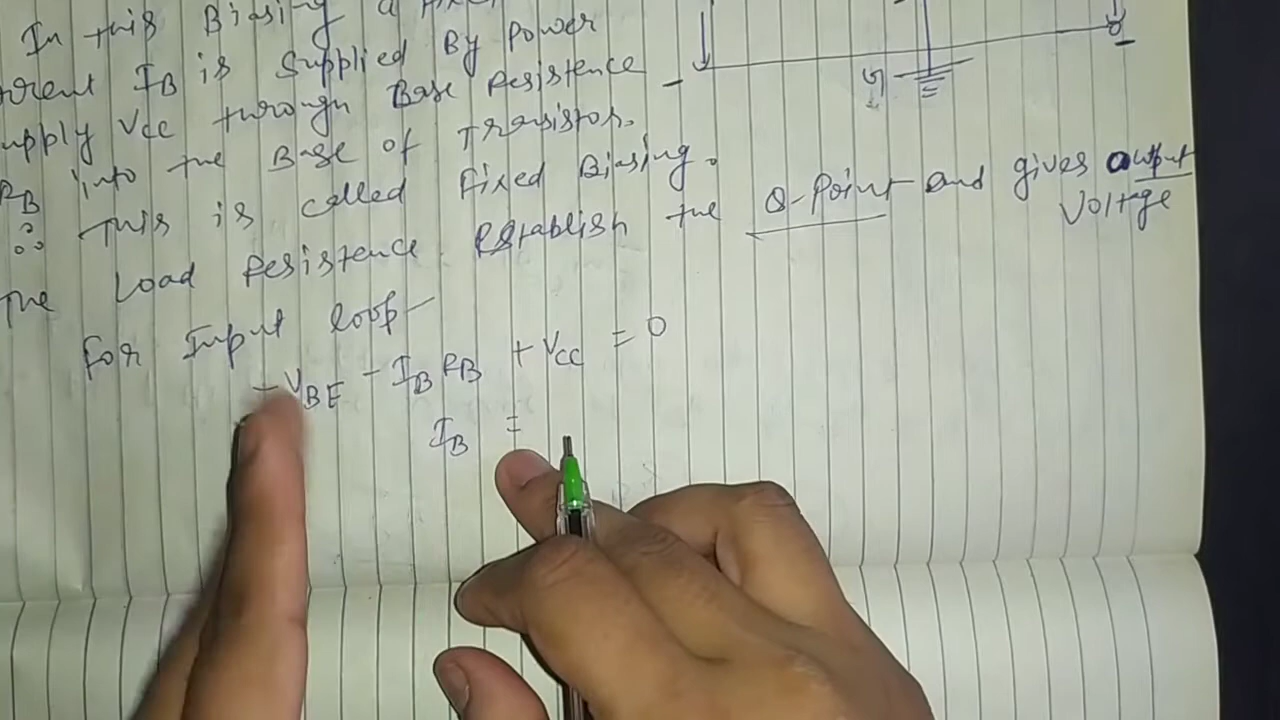 In this Biasing a Fixed
current IB is Supplied By Power
Supply VCC through Base Resistence
RB into the Base of Transistor.
∴ This is called Fixed Biasing.
The Load Resistence Establish the Q-Point and gives output
Voltage
For Input loop-
-VBE - IB RB + VCC = 0
IB =